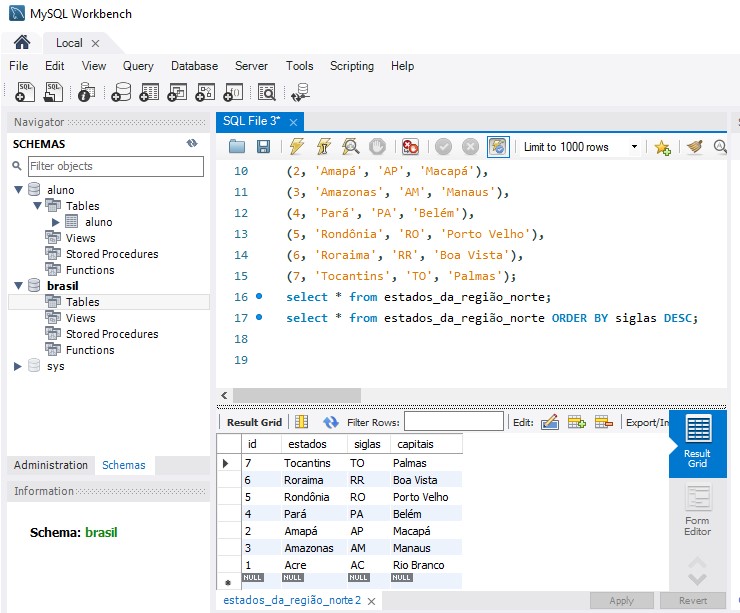 MySQL Workbench
Local
File Edit View Query Database Server Tools Scripting Help
Navigator
SCHEMAS
Filter objects
aluno
Tables
aluno
Views
Stored Procedures
Functions
brasil
Tables
Views
Stored Procedures
Functions
sys
Administration Schemas
Information
Schema: brasil
SQL File 3*
Limit to 1000 rows
10 (2, 'Amapá', 'AP', 'Macapá'),
11 (3, 'Amazonas', 'AM', 'Manaus'),
12 (4, 'Pará', 'PA', 'Belém'),
13 (5, 'Rondônia', 'RO', 'Porto Velho'),
14 (6, 'Roraima', 'RR', 'Boa Vista'),
15 (7, 'Tocantins', 'TO', 'Palmas');
16 select * from estados_da_região_norte;
17 select * from estados_da_região_norte ORDER BY siglas DESC;
18
19
Result Grid Filter Rows: Edit: Export/Im
id estados siglas capitais
7 Tocantins TO Palmas
6 Roraima RR Boa Vista
5 Rondônia RO Porto Velho
4 Pará PA Belém
2 Amapá AP Macapá
3 Amazonas AM Manaus
1 Acre AC Rio Branco
NULL NULL NULL NULL
Result
Grid
Form
Editor
estados_da_região_norte 2
Apply Revert